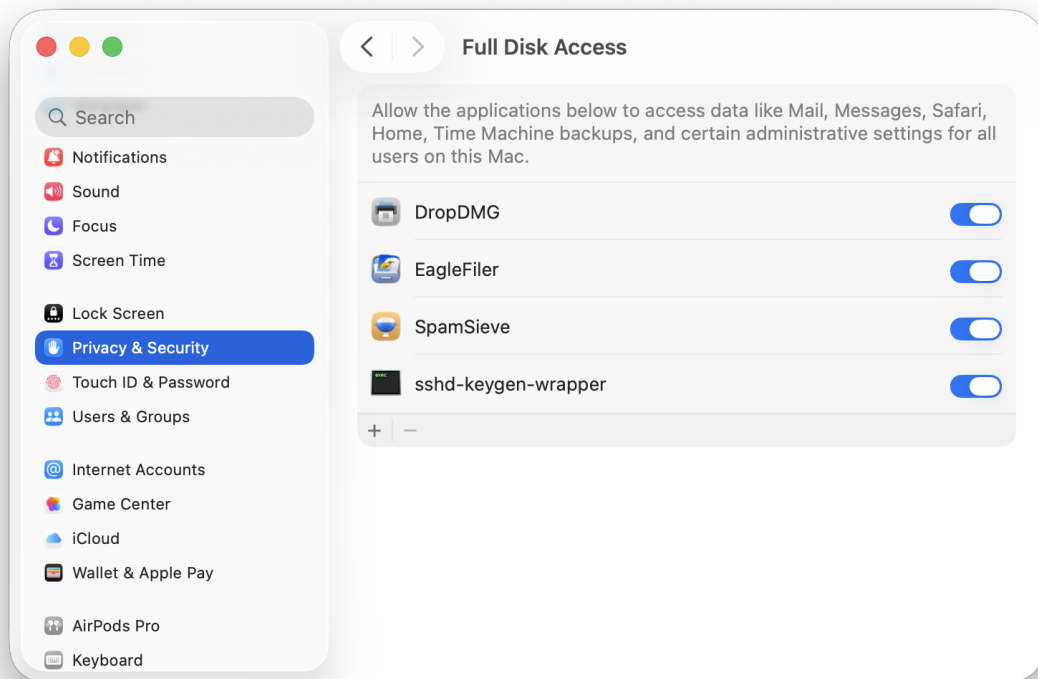 Full Disk Access
Search
Notifications
Sound
Focus
Screen Time
Lock Screen
Privacy & Security
Touch ID & Password
Users & Groups
Internet Accounts
Game Center
iCloud
Wallet & Apple Pay
AirPods Pro
Keyboard
Allow the applications below to access data like Mail, Messages, Safari,
Home, Time Machine backups, and certain administrative settings for all
users on this Mac.
DropDMG
EagleFiler
SpamSieve
sshd-keygen-wrapper